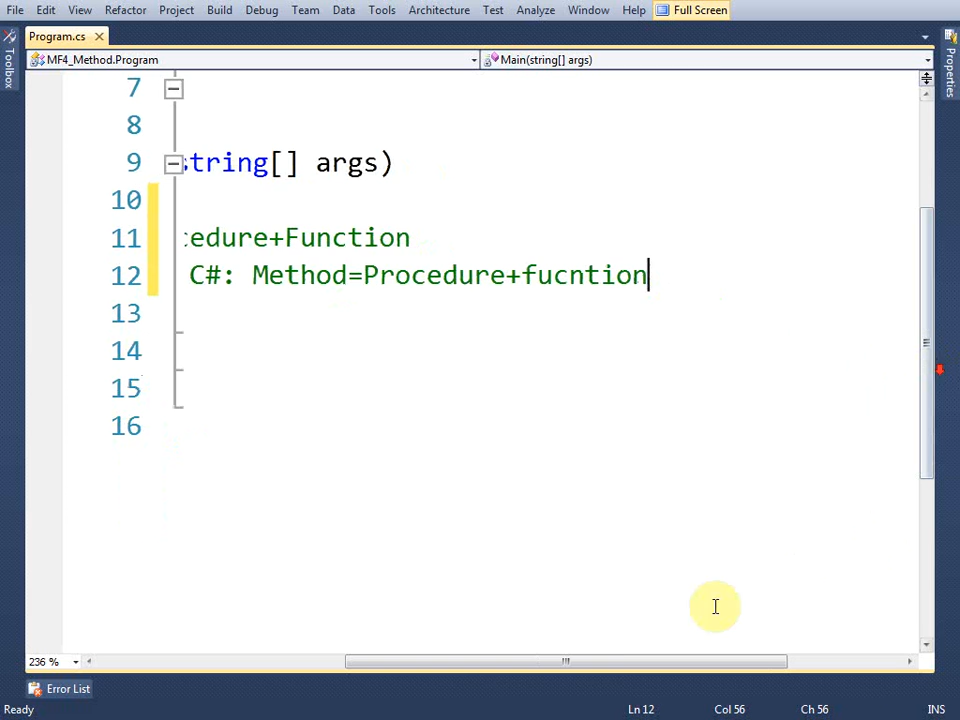 File Edit View Refactor Project Build Debug Team Data Tools Architecture Test Analyze Window Help Full Screen
Program.cs
MF4_Method.Program Main(string[] args)
Toolbox
Properties
7
8
9 string[] args)
10
11 cedure+Function
12 C#: Method=Procedure+fucntion
13
14
15
16
236 %
Error List
Ready Ln 12 Col 56 Ch 56 INS